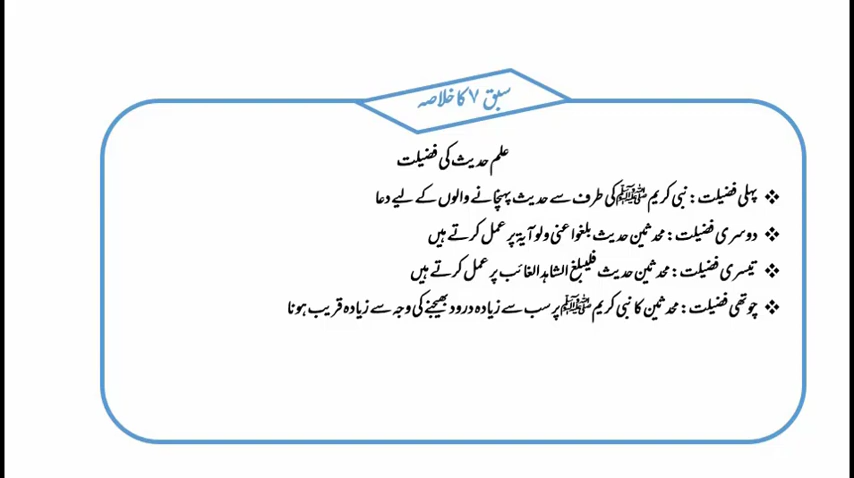 سبق ۷ کا خلاصہ
علم حدیث کی فضیلت
❖ پہلی فضیلت: نبی کریم ﷺ کی طرف سے حدیث پہنچانے والوں کے لیے دعا
❖ دوسری فضیلت: محدثین حدیث بلغوا عنی ولو آیۃ پر عمل کرتے ہیں
❖ تیسری فضیلت: محدثین حدیث فلیبلغ الشاہد الغائب پر عمل کرتے ہیں
❖ چوتھی فضیلت: محدثین کا نبی کریم ﷺ پر سب سے زیادہ درود بھیجنے کی وجہ سے زیادہ قریب ہونا